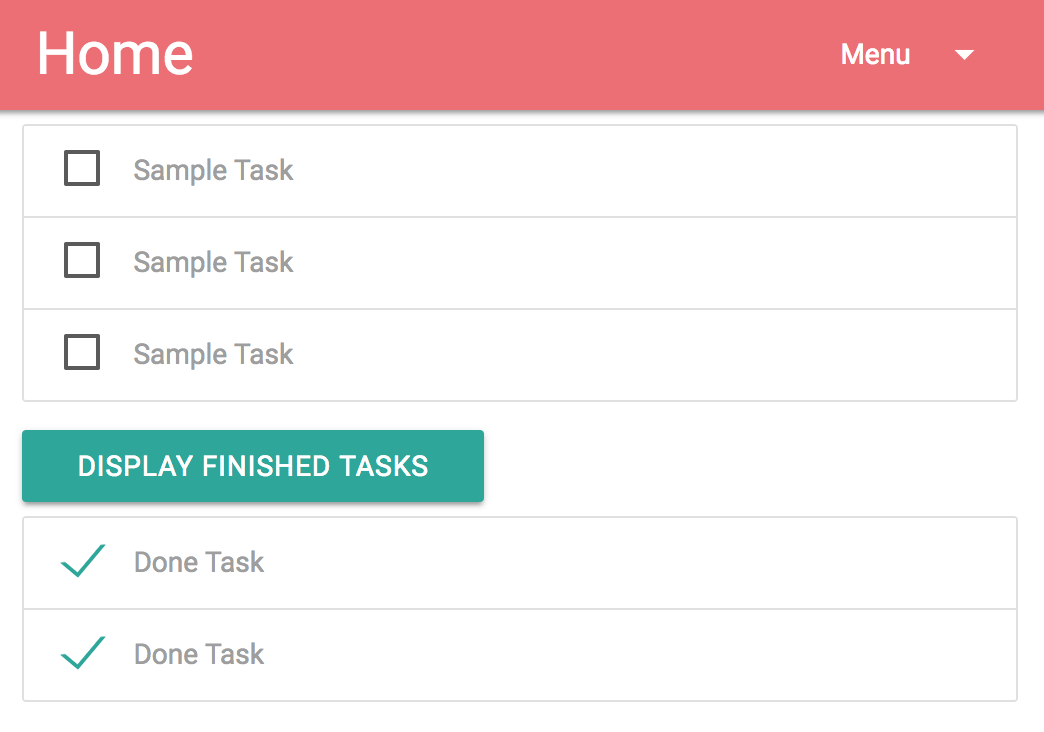 Home
Menu
Sample Task
Sample Task
Sample Task
DISPLAY FINISHED TASKS
Done Task
Done Task